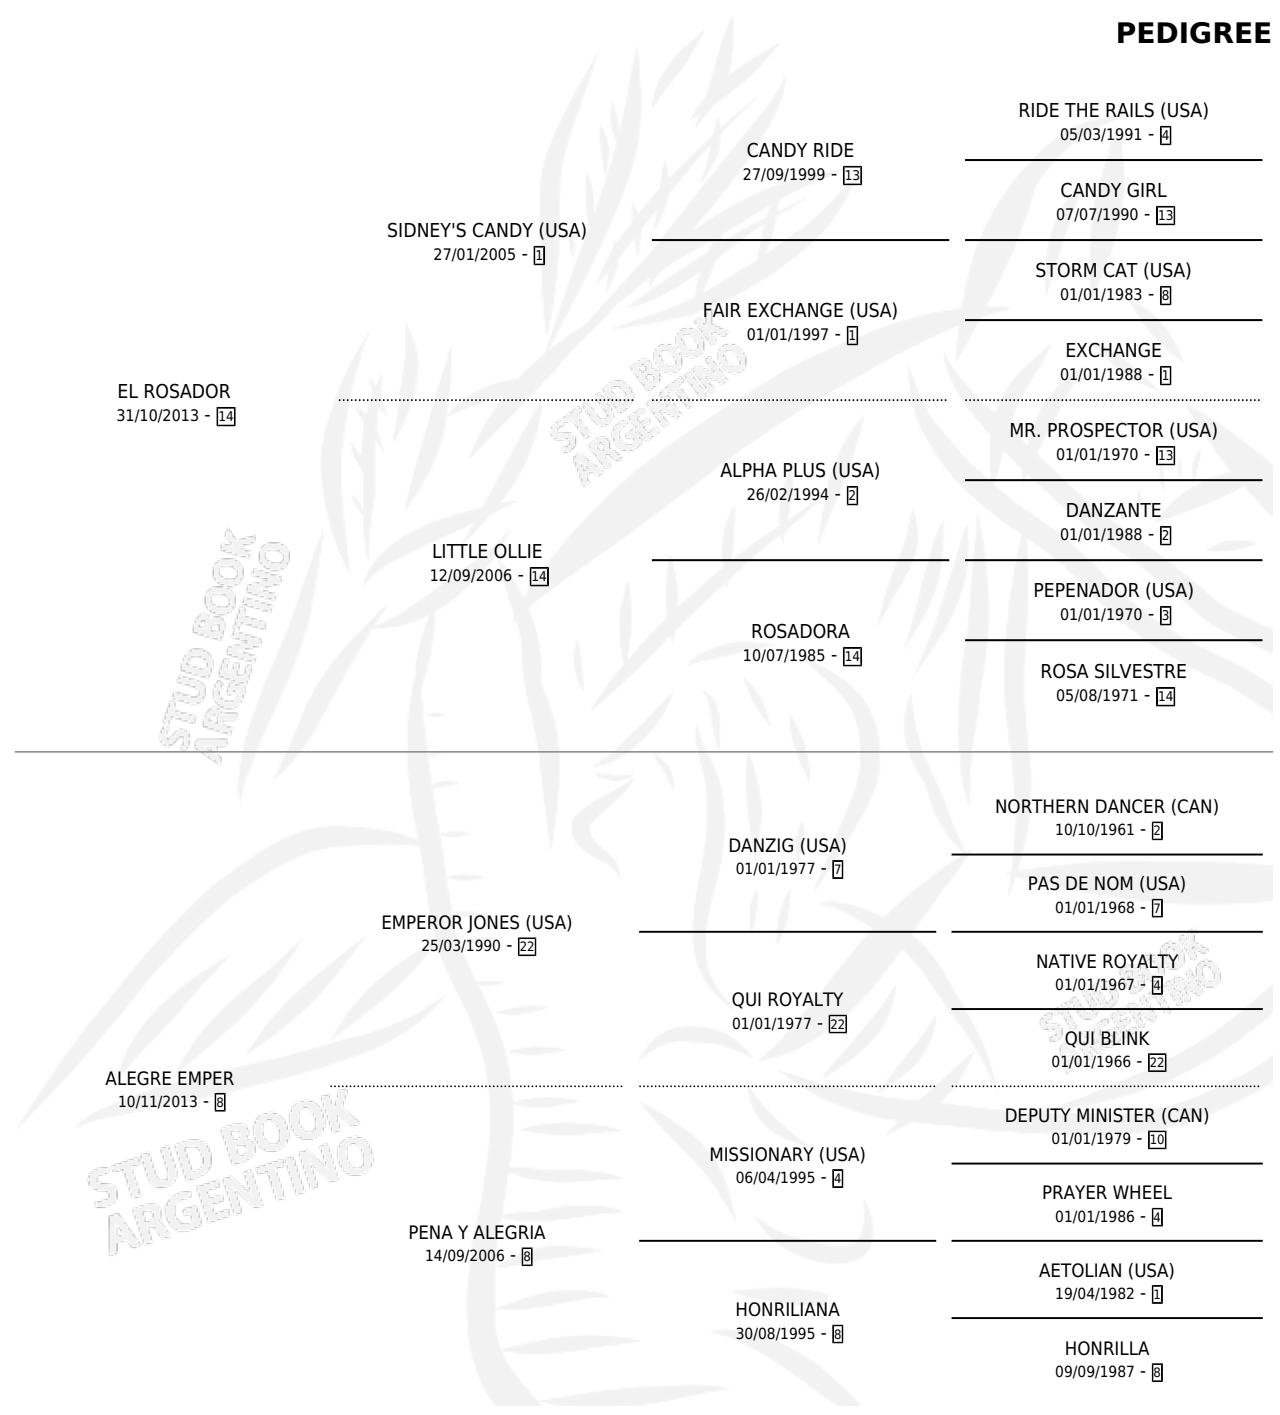 PEDIGREE
RIDE THE RAILS (USA)
05/03/1991 - 4
CANDY RIDE
27/09/1999 - 13
CANDY GIRL
07/07/1990 - 13
SIDNEY'S CANDY (USA)
27/01/2005 - 1
STORM CAT (USA)
01/01/1983 - 8
FAIR EXCHANGE (USA)
01/01/1997 - 1
EXCHANGE
01/01/1988 - 1
EL ROSADOR
31/10/2013 - 14
STUD BOOK
ARGENTINO
MR. PROSPECTOR (USA)
01/01/1970 - 13
ALPHA PLUS (USA)
26/02/1994 - 2
DANZANTE
01/01/1988 - 2
LITTLE OLLIE
12/09/2006 - 14
PEPENADOR (USA)
01/01/1970 - 3
ROSADORA
10/07/1985 - 14
ROSA SILVESTRE
05/08/1971 - 14
STUD BOOK
ARGENTINO
NORTHERN DANCER (CAN)
10/10/1961 - 2
DANZIG (USA)
01/01/1977 - 7
PAS DE NOM (USA)
01/01/1968 - 7
EMPEROR JONES (USA)
25/03/1990 - 22
NATIVE ROYALTY
01/01/1967 - 4
QUI ROYALTY
01/01/1977 - 22
STUD BOOK
ARGENTINO
QUI BLINK
01/01/1966 - 22
ALEGRE EMPER
10/11/2013 - 8
DEPUTY MINISTER (CAN)
01/01/1979 - 10
MISSIONARY (USA)
06/04/1995 - 4
STUD BOOK
ARGENTINO
PRAYER WHEEL
01/01/1986 - 4
PENA Y ALEGRIA
14/09/2006 - 8
AETOLIAN (USA)
19/04/1982 - 1
HONRILIANA
30/08/1995 - 8
HONRILLA
09/09/1987 - 8